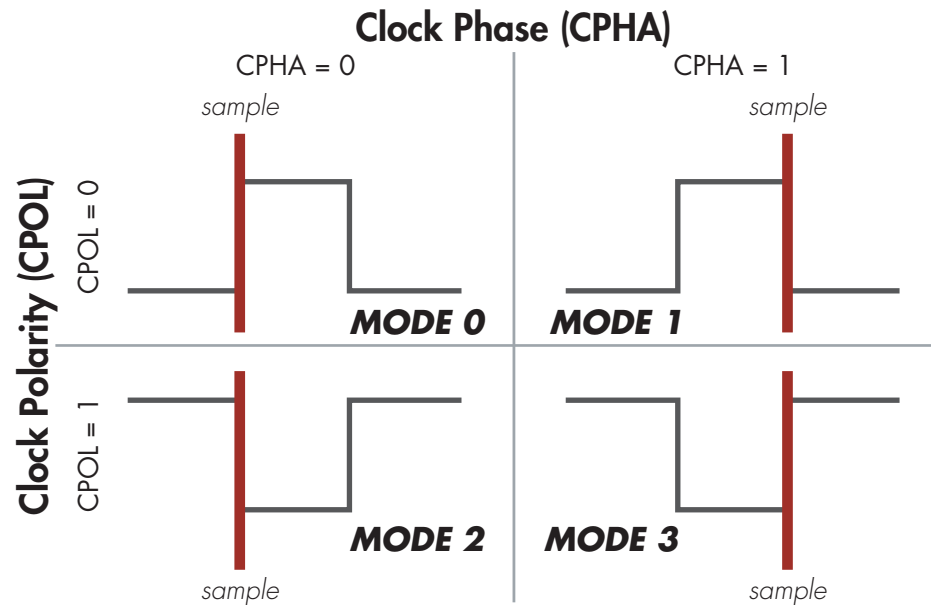 Clock Phase (CPHA)
CPHA = 0
CPHA = 1
sample
sample
Clock Polarity (CPOL)
CPOL = 0
MODE 0
MODE 1
CPOL = 1
MODE 2
MODE 3
sample
sample